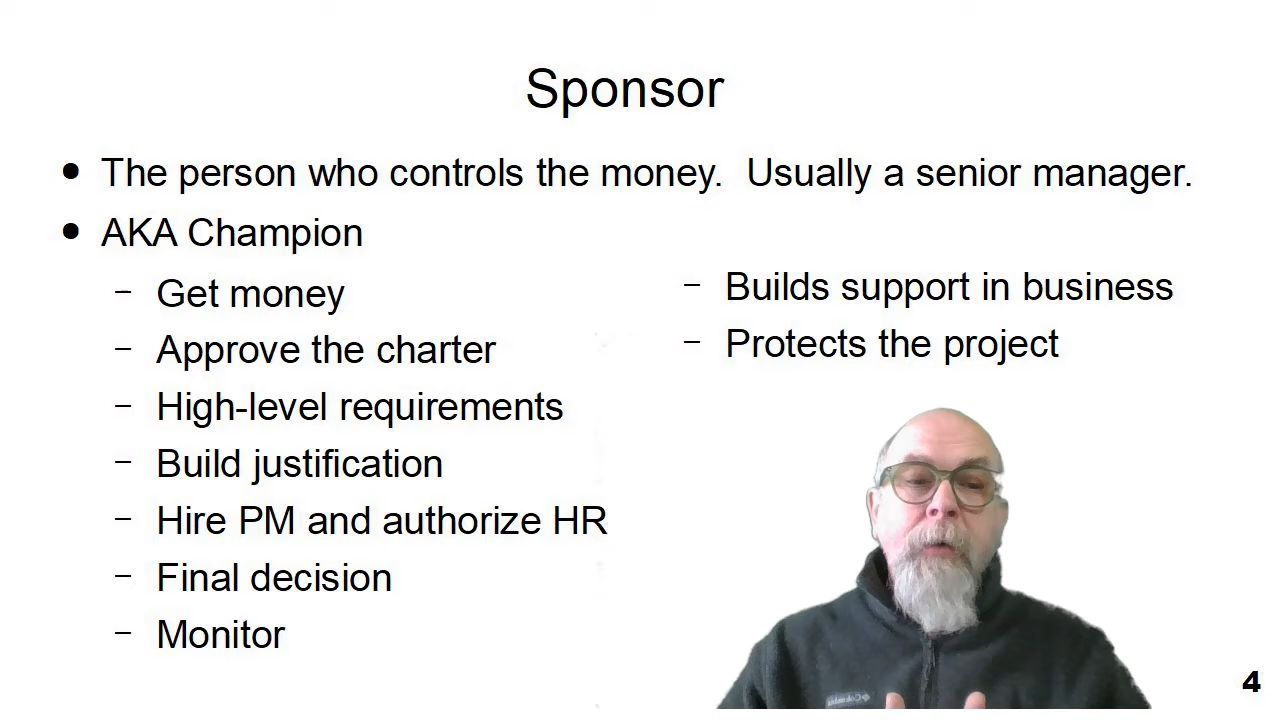 Sponsor
● The person who controls the money. Usually a senior manager.
● AKA Champion
– Get money
– Approve the charter
– High-level requirements
– Build justification
– Hire PM and authorize HR
– Final decision
– Monitor
– Builds support in business
– Protects the project
Columbia
4